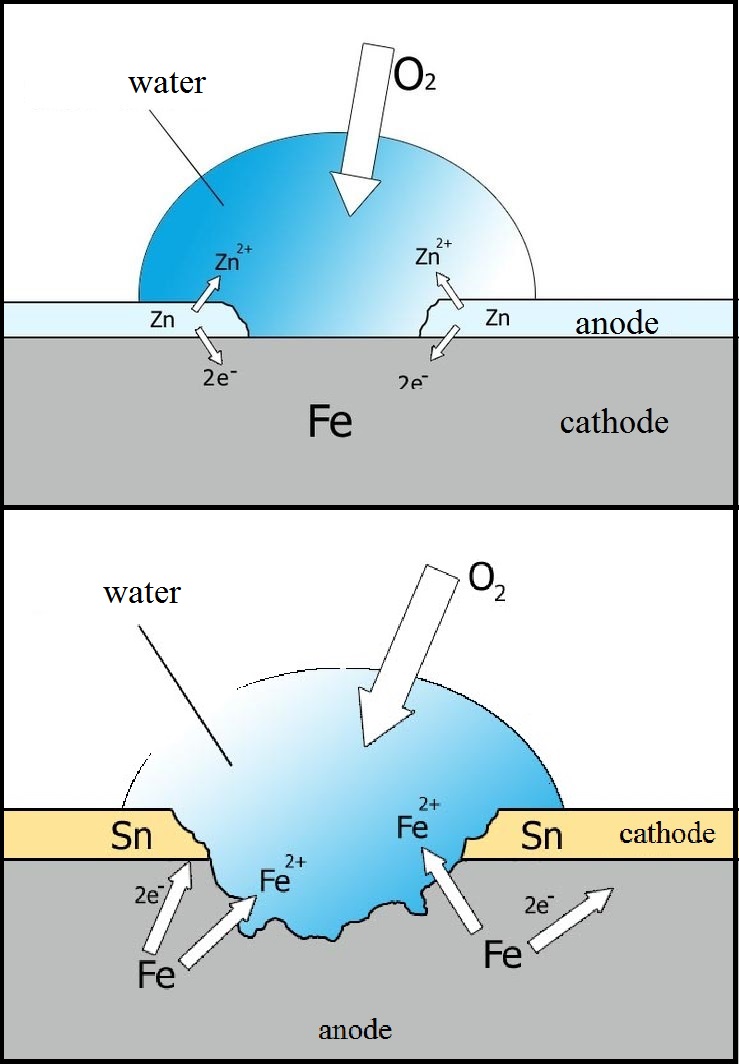 water
O₂
Zn²⁺
Zn²⁺
Zn
Zn
anode
2e⁻
2e⁻
Fe
cathode
water
O₂
Fe²⁺
Sn
Sn
cathode
Fe²⁺
2e⁻
2e⁻
Fe
Fe
anode